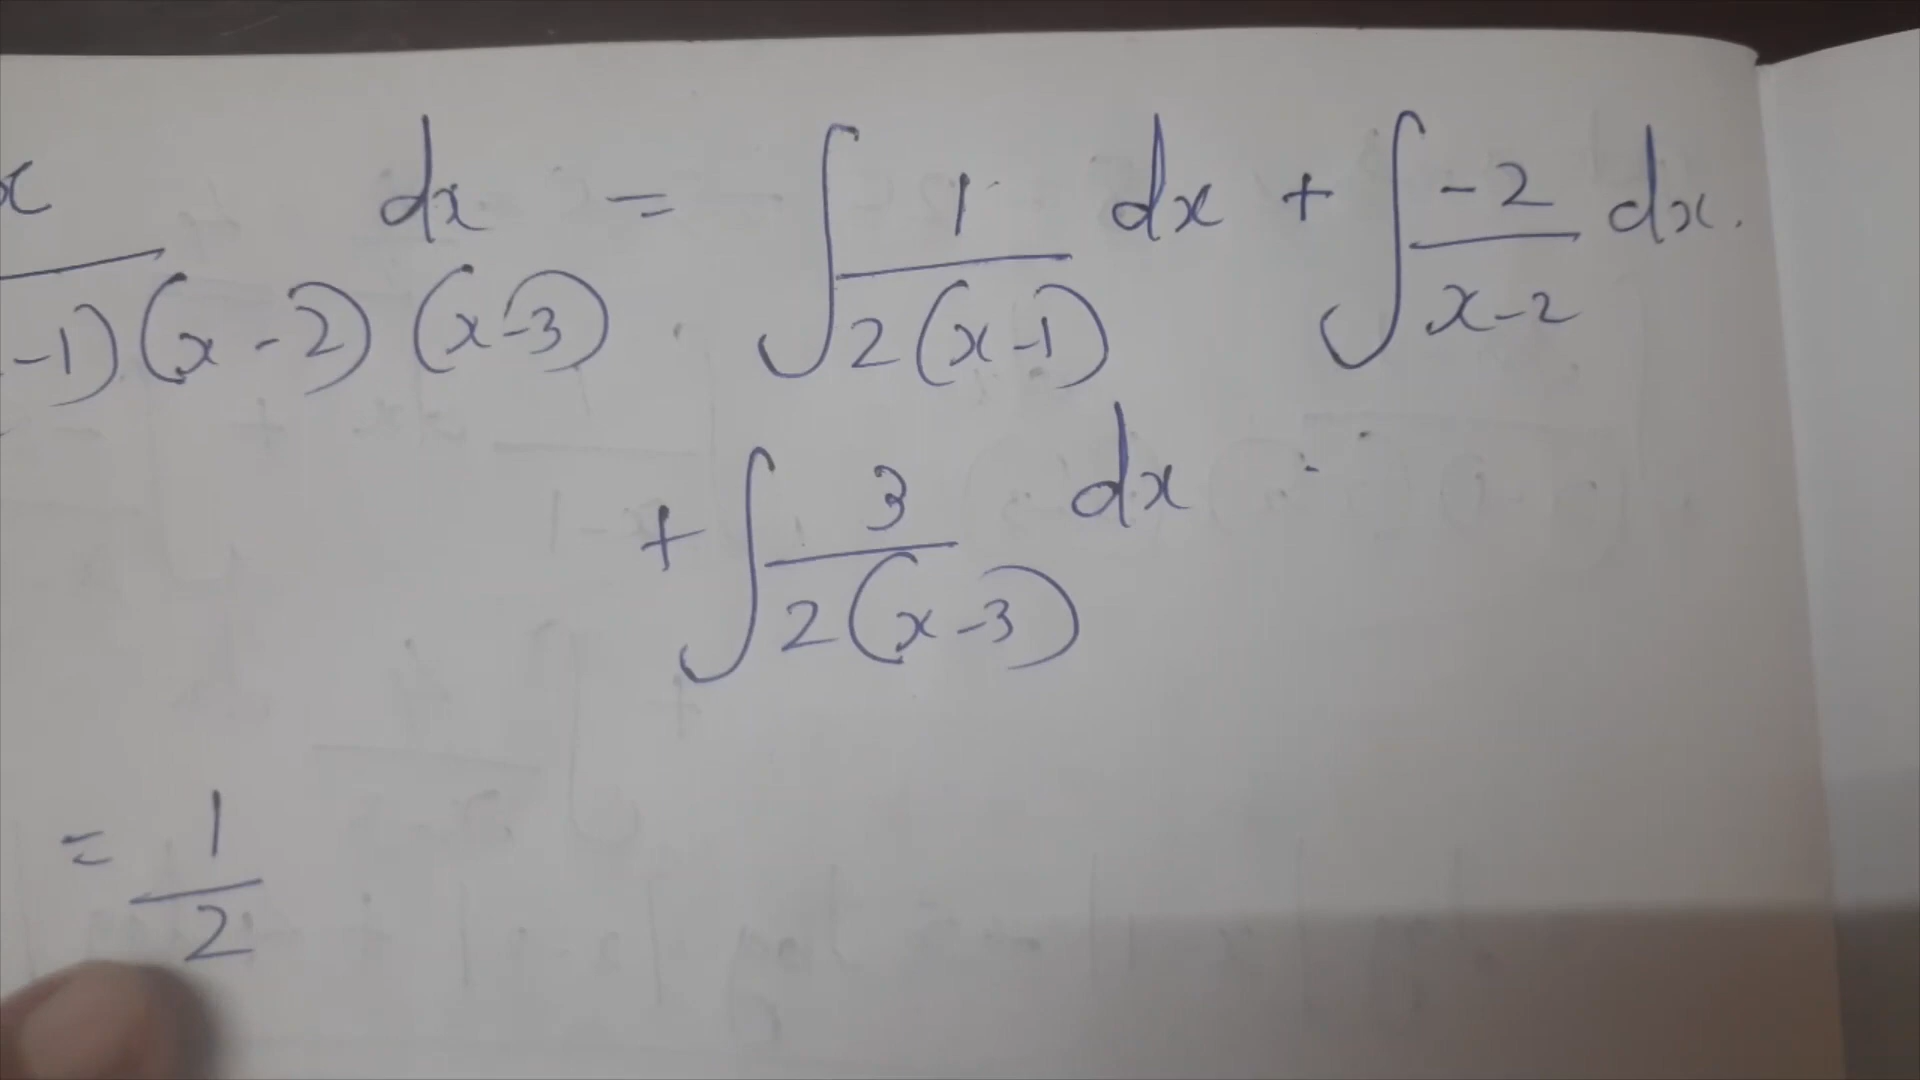 x/(-1)(x-2)(x-3) dx = ∫ 1/2(x-1) dx + ∫ -2/x-2 dx.
+ ∫ 3/2(x-3) dx
= 1/2